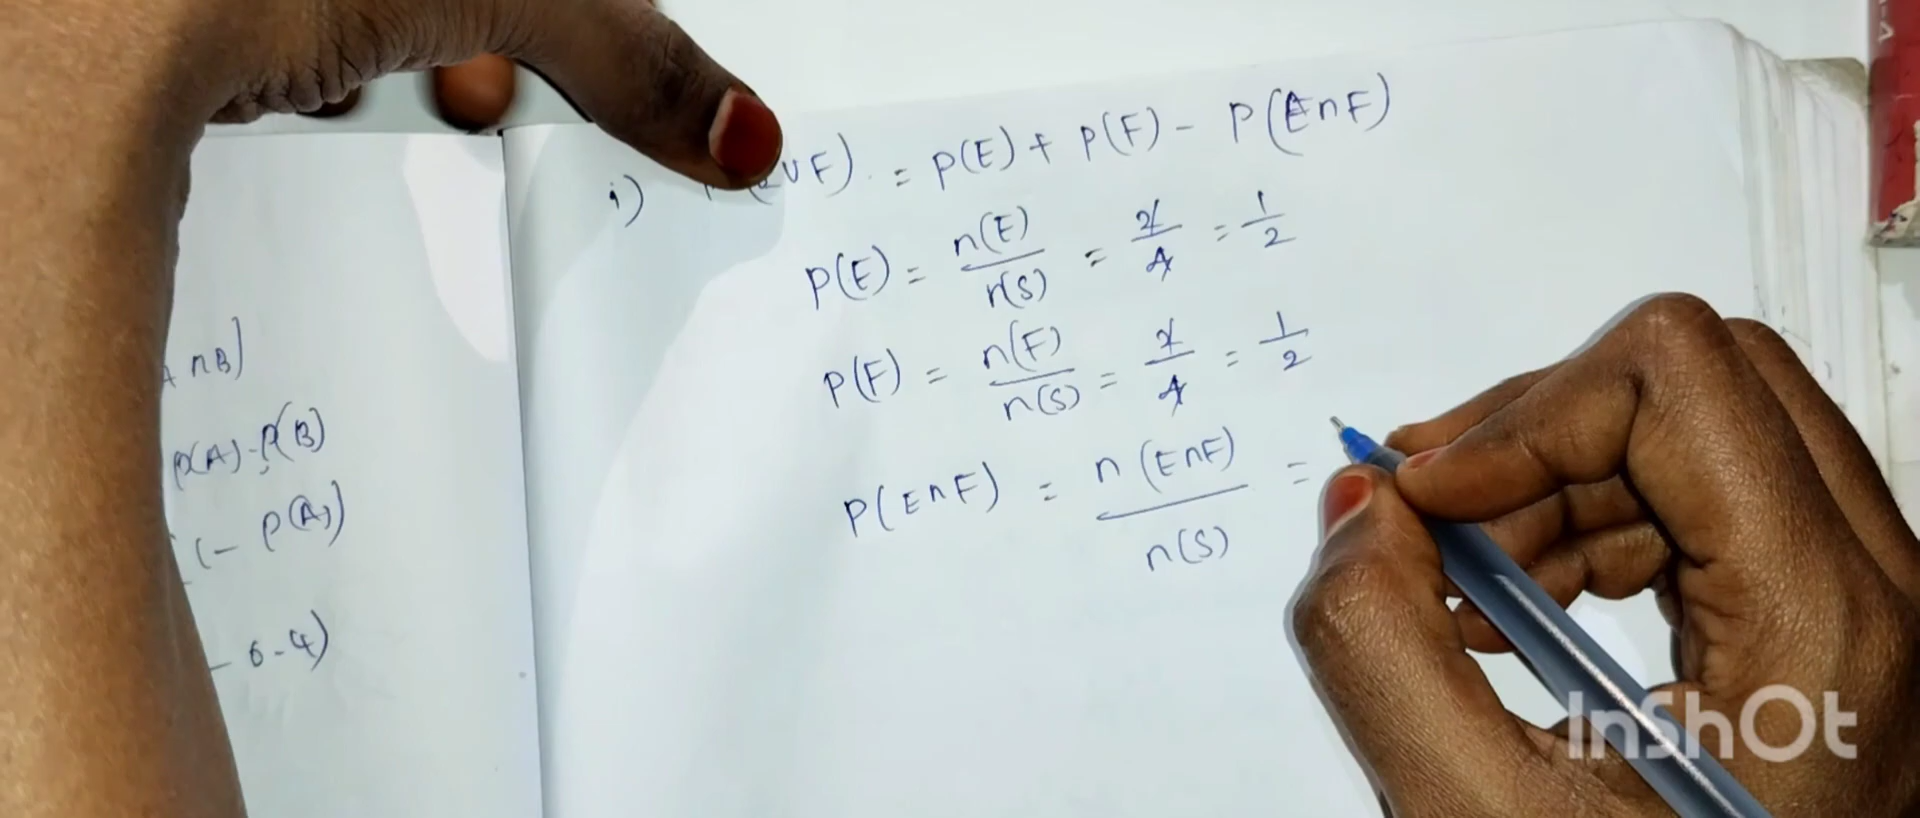 ∩B]
P(A)-P(B)
(- P(A)]
- 6-4)
i) ∪F) = P(E) + P(F) - P(E∩F)
P(E) = n(E)/n(S) = 2/4 = 1/2
P(F) = n(F)/n(S) = 2/4 = 1/2
P(E∩F) = n(E∩F)/n(S) =
InShOt